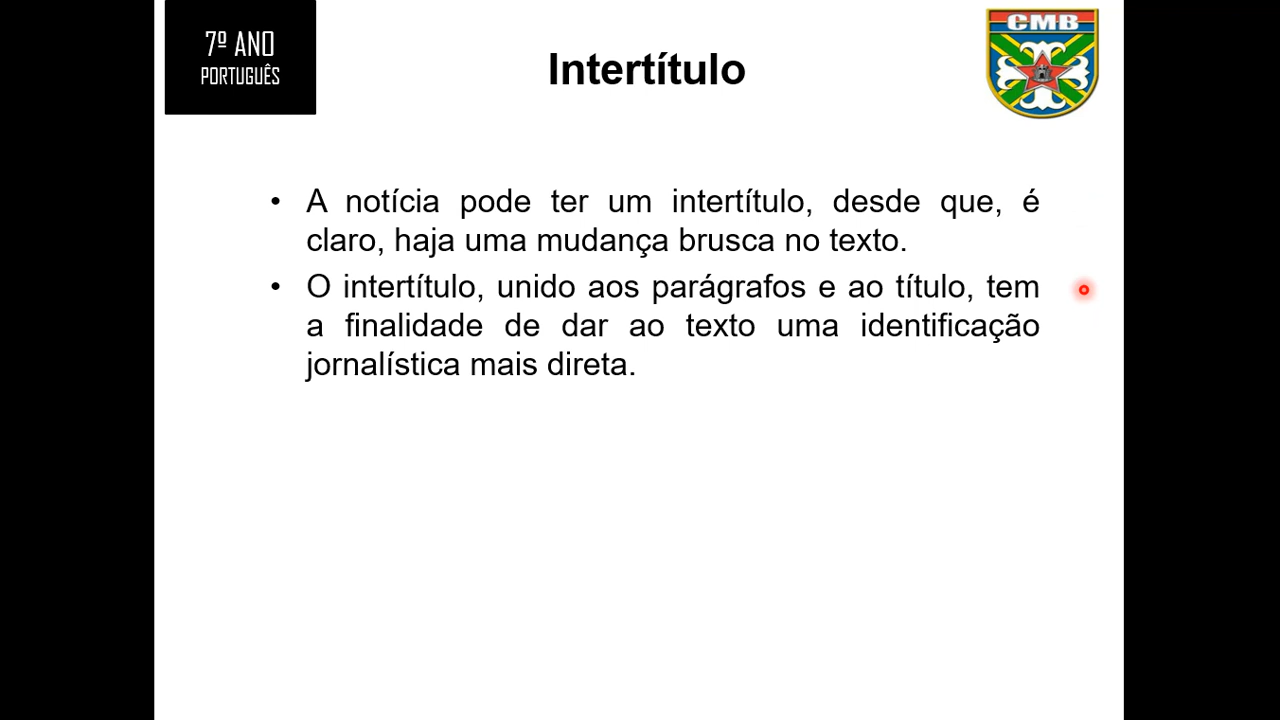 7º ANO
PORTUGUÊS
Intertítulo
CMB
• A notícia pode ter um intertítulo, desde que, é
claro, haja uma mudança brusca no texto.
• O intertítulo, unido aos parágrafos e ao título, tem
a finalidade de dar ao texto uma identificação
jornalística mais direta.